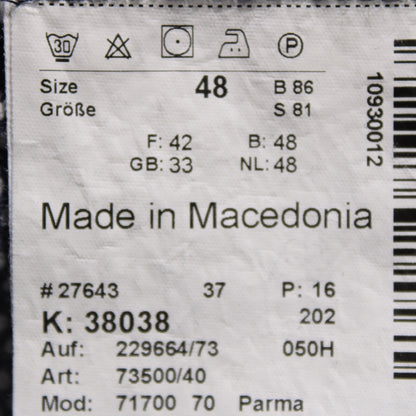 30 P
Size 48 B 86
Größe S 81
F: 42 B: 48
GB: 33 NL: 48
10930012
Made in Macedonia
# 27643 37 P: 16
K: 38038 202
Auf: 229664/73 050H
Art: 73500/40
Mod: 71700 70 Parma